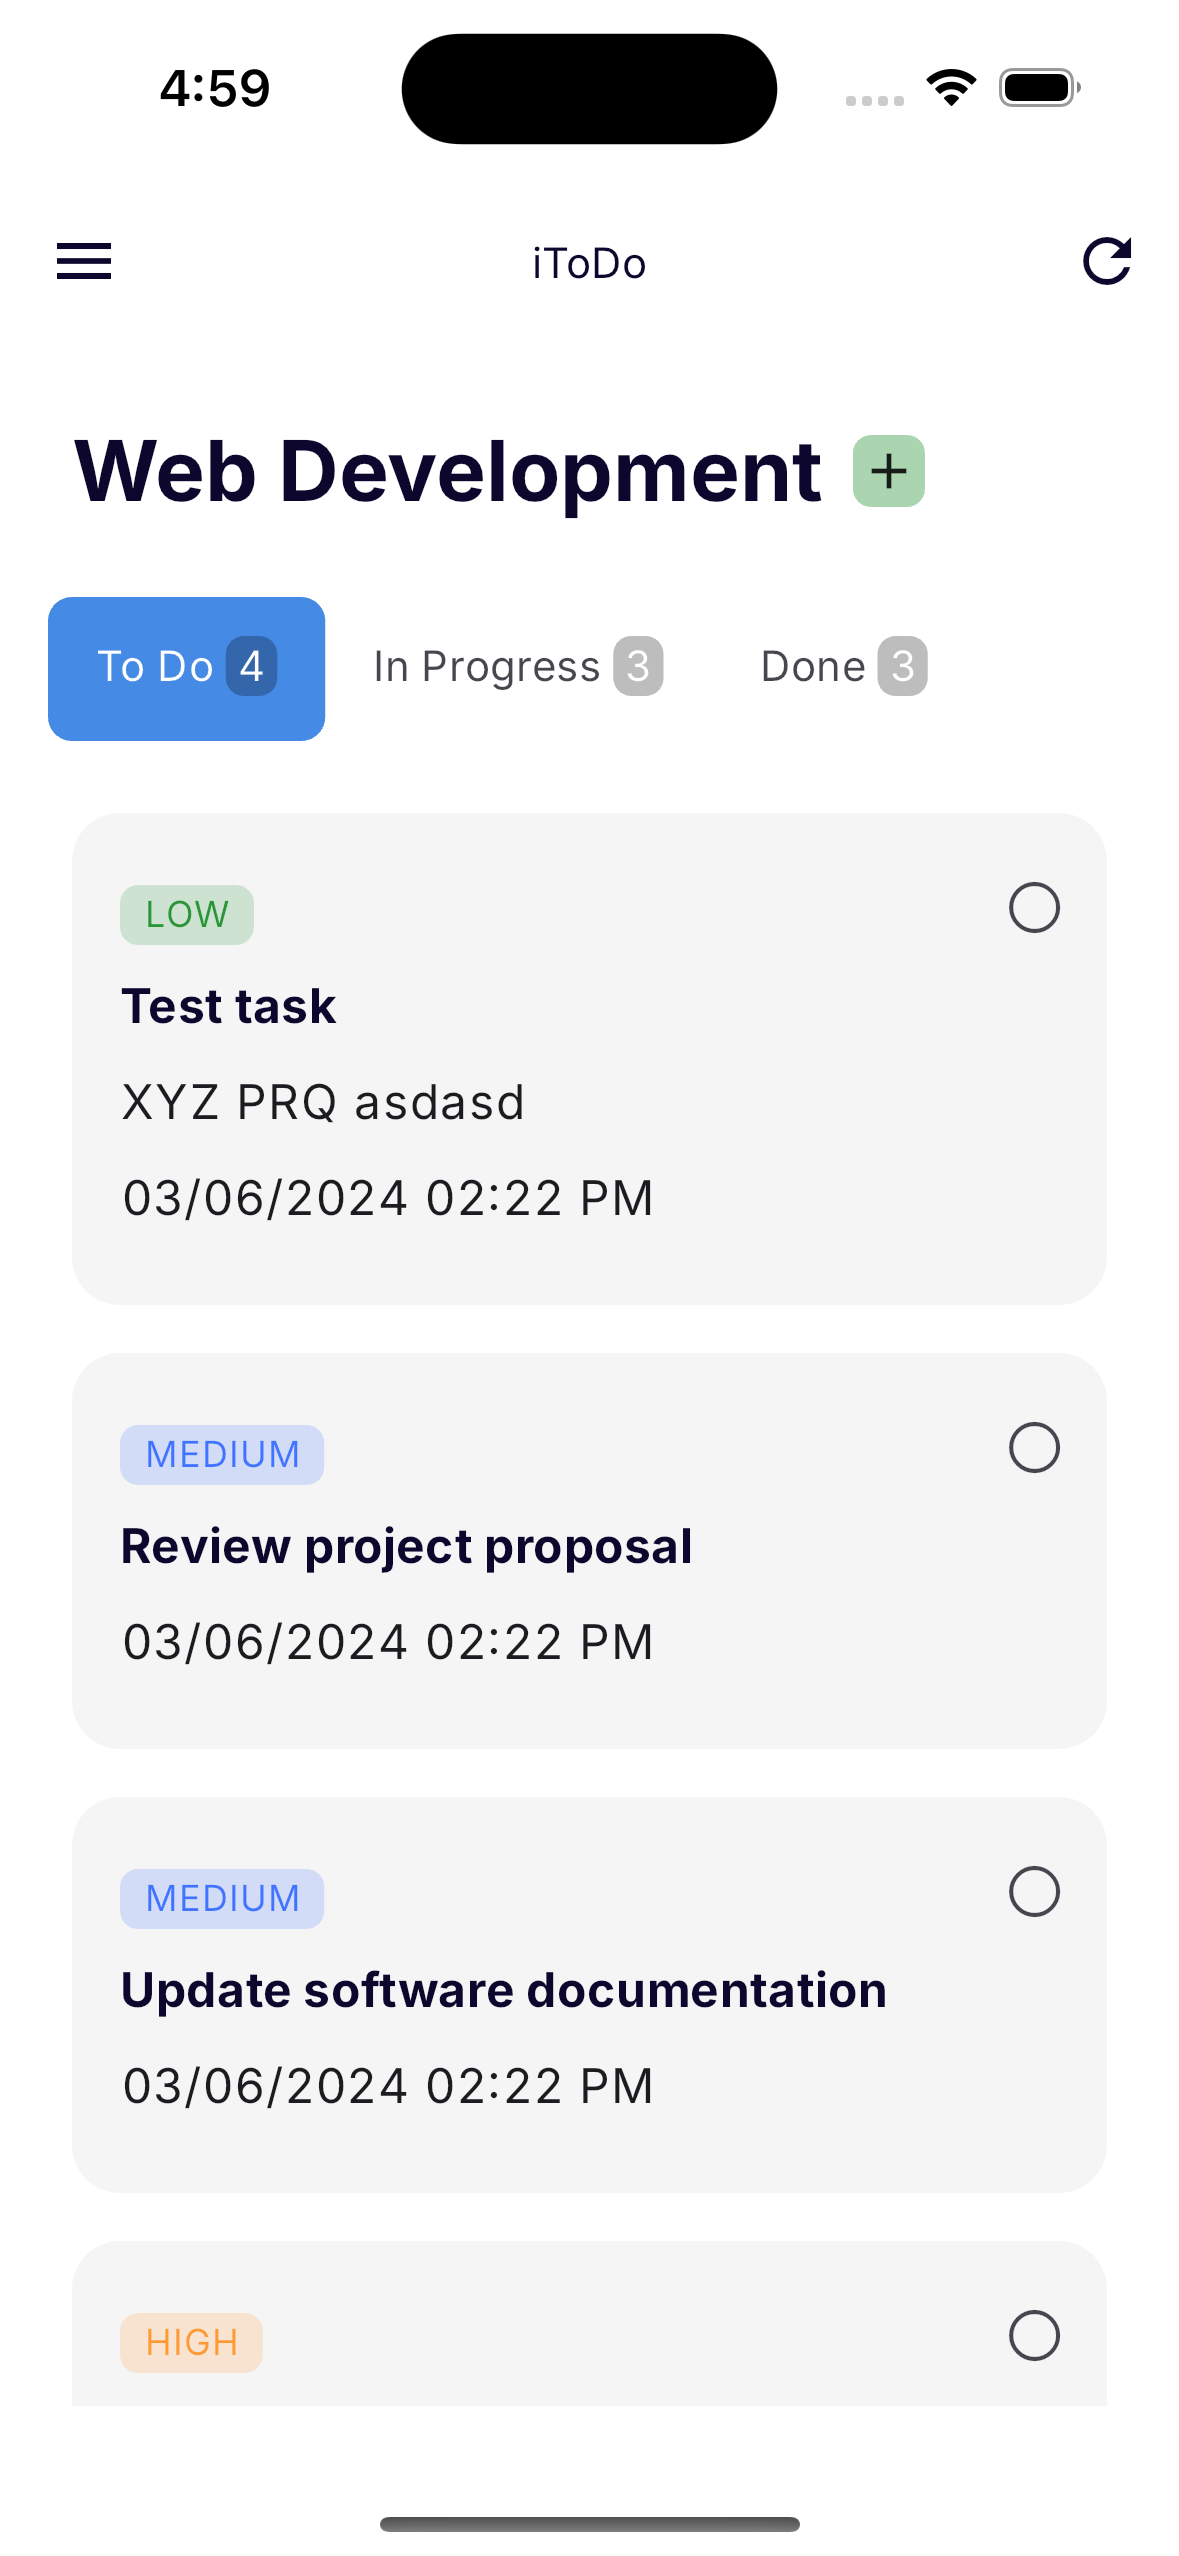 4:59
iToDo
Web Development +
To Do 4 In Progress 3 Done 3
LOW
Test task
XYZ PRQ asdasd
03/06/2024 02:22 PM
MEDIUM
Review project proposal
03/06/2024 02:22 PM
MEDIUM
Update software documentation
03/06/2024 02:22 PM
HIGH